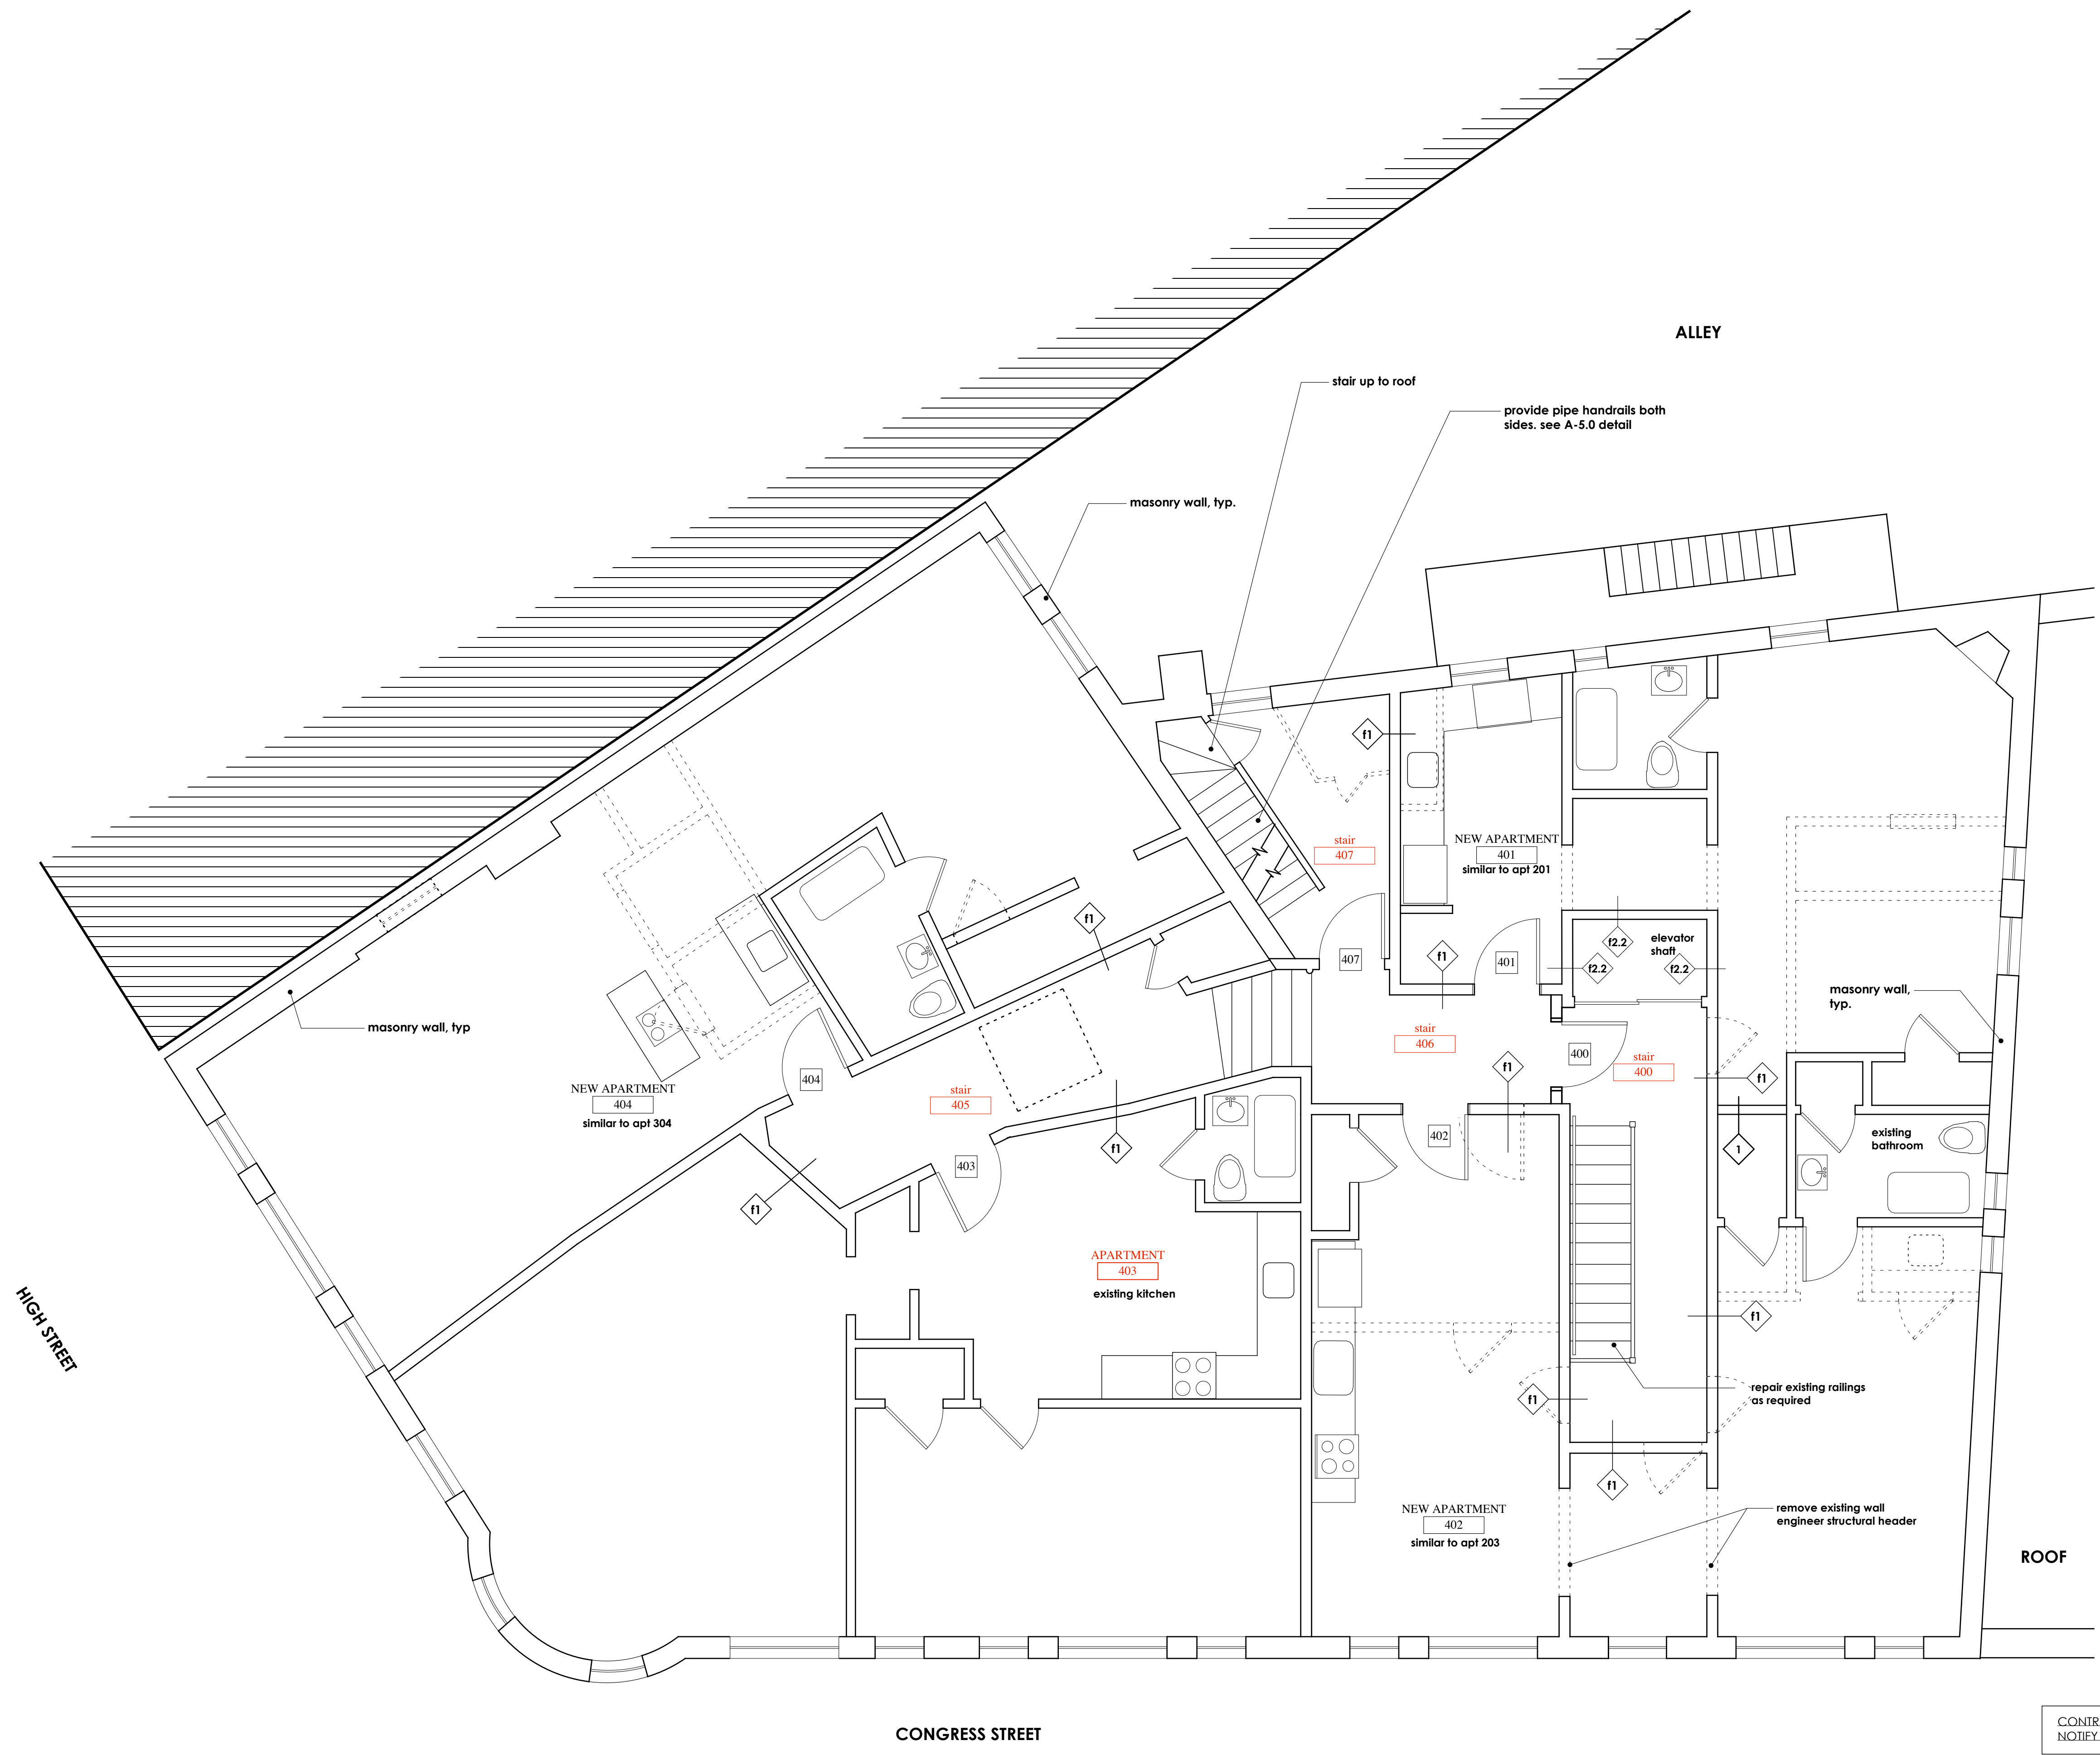 ALLEY
stair up to roof
provide pipe handrails both
sides. see A-5.0 detail
masonry wall, typ.
f1
stair
407
NEW APARTMENT
401
similar to apt 201
f1
407
f1
401
f2.2
elevator
shaft
f2.2
f2.2
masonry wall,
typ.
masonry wall, typ
stair
406
400
stair
400
f1
f1
404
NEW APARTMENT
404
similar to apt 304
stair
405
f1
402
1
existing
bathroom
403
f1
APARTMENT
403
existing kitchen
f1
HIGH STREET
f1
repair existing railings
as required
f1
NEW APARTMENT
402
similar to apt 203
remove existing wall
engineer structural header
ROOF
CONGRESS STREET
CONTR
NOTIFY